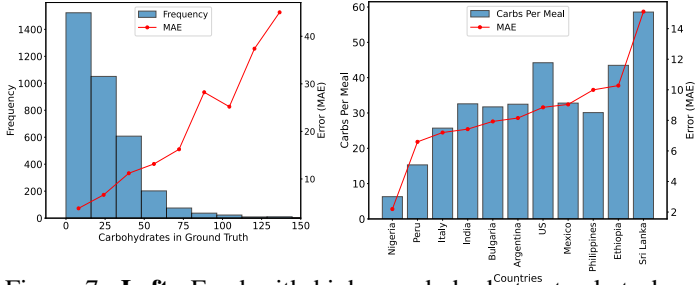 Frequency
MAE
1400
1200
1000
800
600
400
200
0
Frequency
40
30
20
10
Error (MAE)
0 25 50 75 100 125 150
Carbohydrates in Ground Truth
Carbs Per Meal
MAE
60
50
40
30
20
10
0
Carbs Per Meal
14
12
10
8
6
4
2
Error (MAE)
Nigeria
Peru
Italy
India
Bulgaria
Argentina
US
Mexico
Philippines
Ethiopia
Sri Lanka
Countries